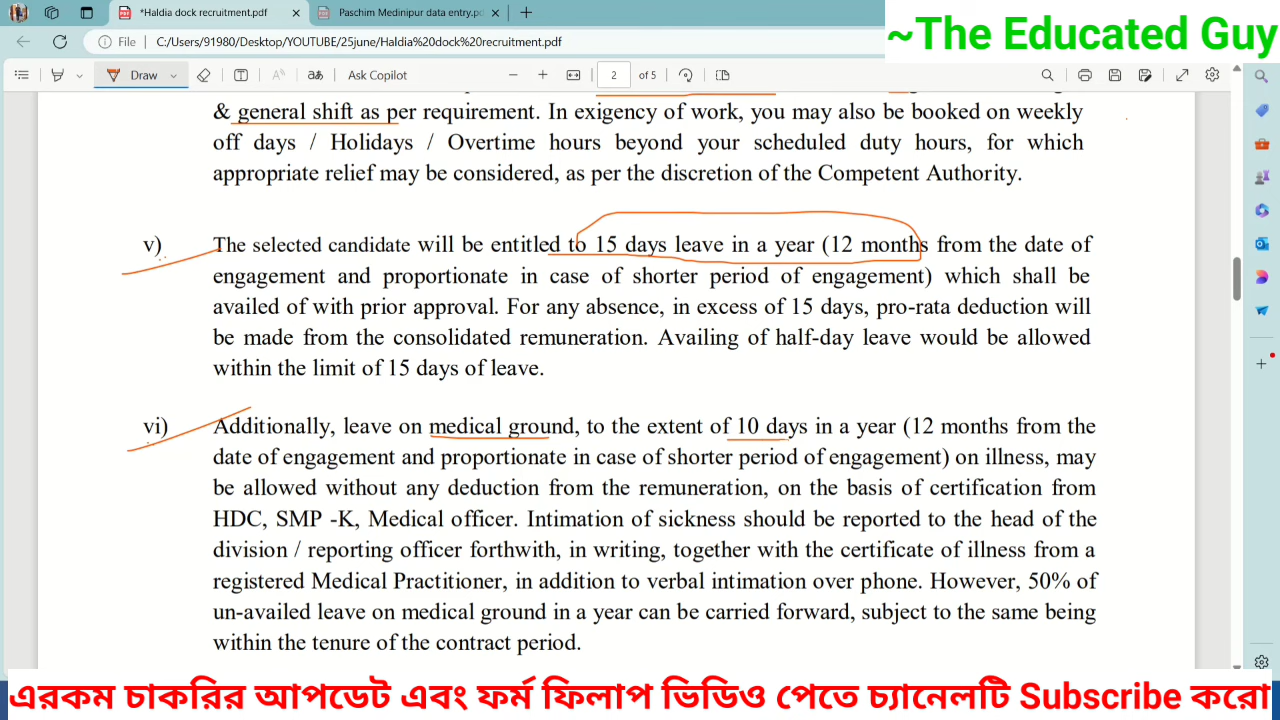 *Haldia dock recruitment.pdf
Paschim Medinipur data entry.pd
~The Educated Guy
File
C:/Users/91980/Desktop/YOUTUBE/25june/Haldia%20dock%20recruitment.pdf
Draw
Ask Copilot
2 of 5
& general shift as per requirement. In exigency of work, you may also be booked on weekly
off days / Holidays / Overtime hours beyond your scheduled duty hours, for which
appropriate relief may be considered, as per the discretion of the Competent Authority.
v) The selected candidate will be entitled to 15 days leave in a year (12 months from the date of
engagement and proportionate in case of shorter period of engagement) which shall be
availed of with prior approval. For any absence, in excess of 15 days, pro-rata deduction will
be made from the consolidated remuneration. Availing of half-day leave would be allowed
within the limit of 15 days of leave.
vi) Additionally, leave on medical ground, to the extent of 10 days in a year (12 months from the
date of engagement and proportionate in case of shorter period of engagement) on illness, may
be allowed without any deduction from the remuneration, on the basis of certification from
HDC, SMP -K, Medical officer. Intimation of sickness should be reported to the head of the
division / reporting officer forthwith, in writing, together with the certificate of illness from a
registered Medical Practitioner, in addition to verbal intimation over phone. However, 50% of
un-availed leave on medical ground in a year can be carried forward, subject to the same being
within the tenure of the contract period.
এরকম চাকরির আপডেট এবং ফর্ম ফিলাপ ভিডিও পেতে চ্যানেলটি Subscribe করো